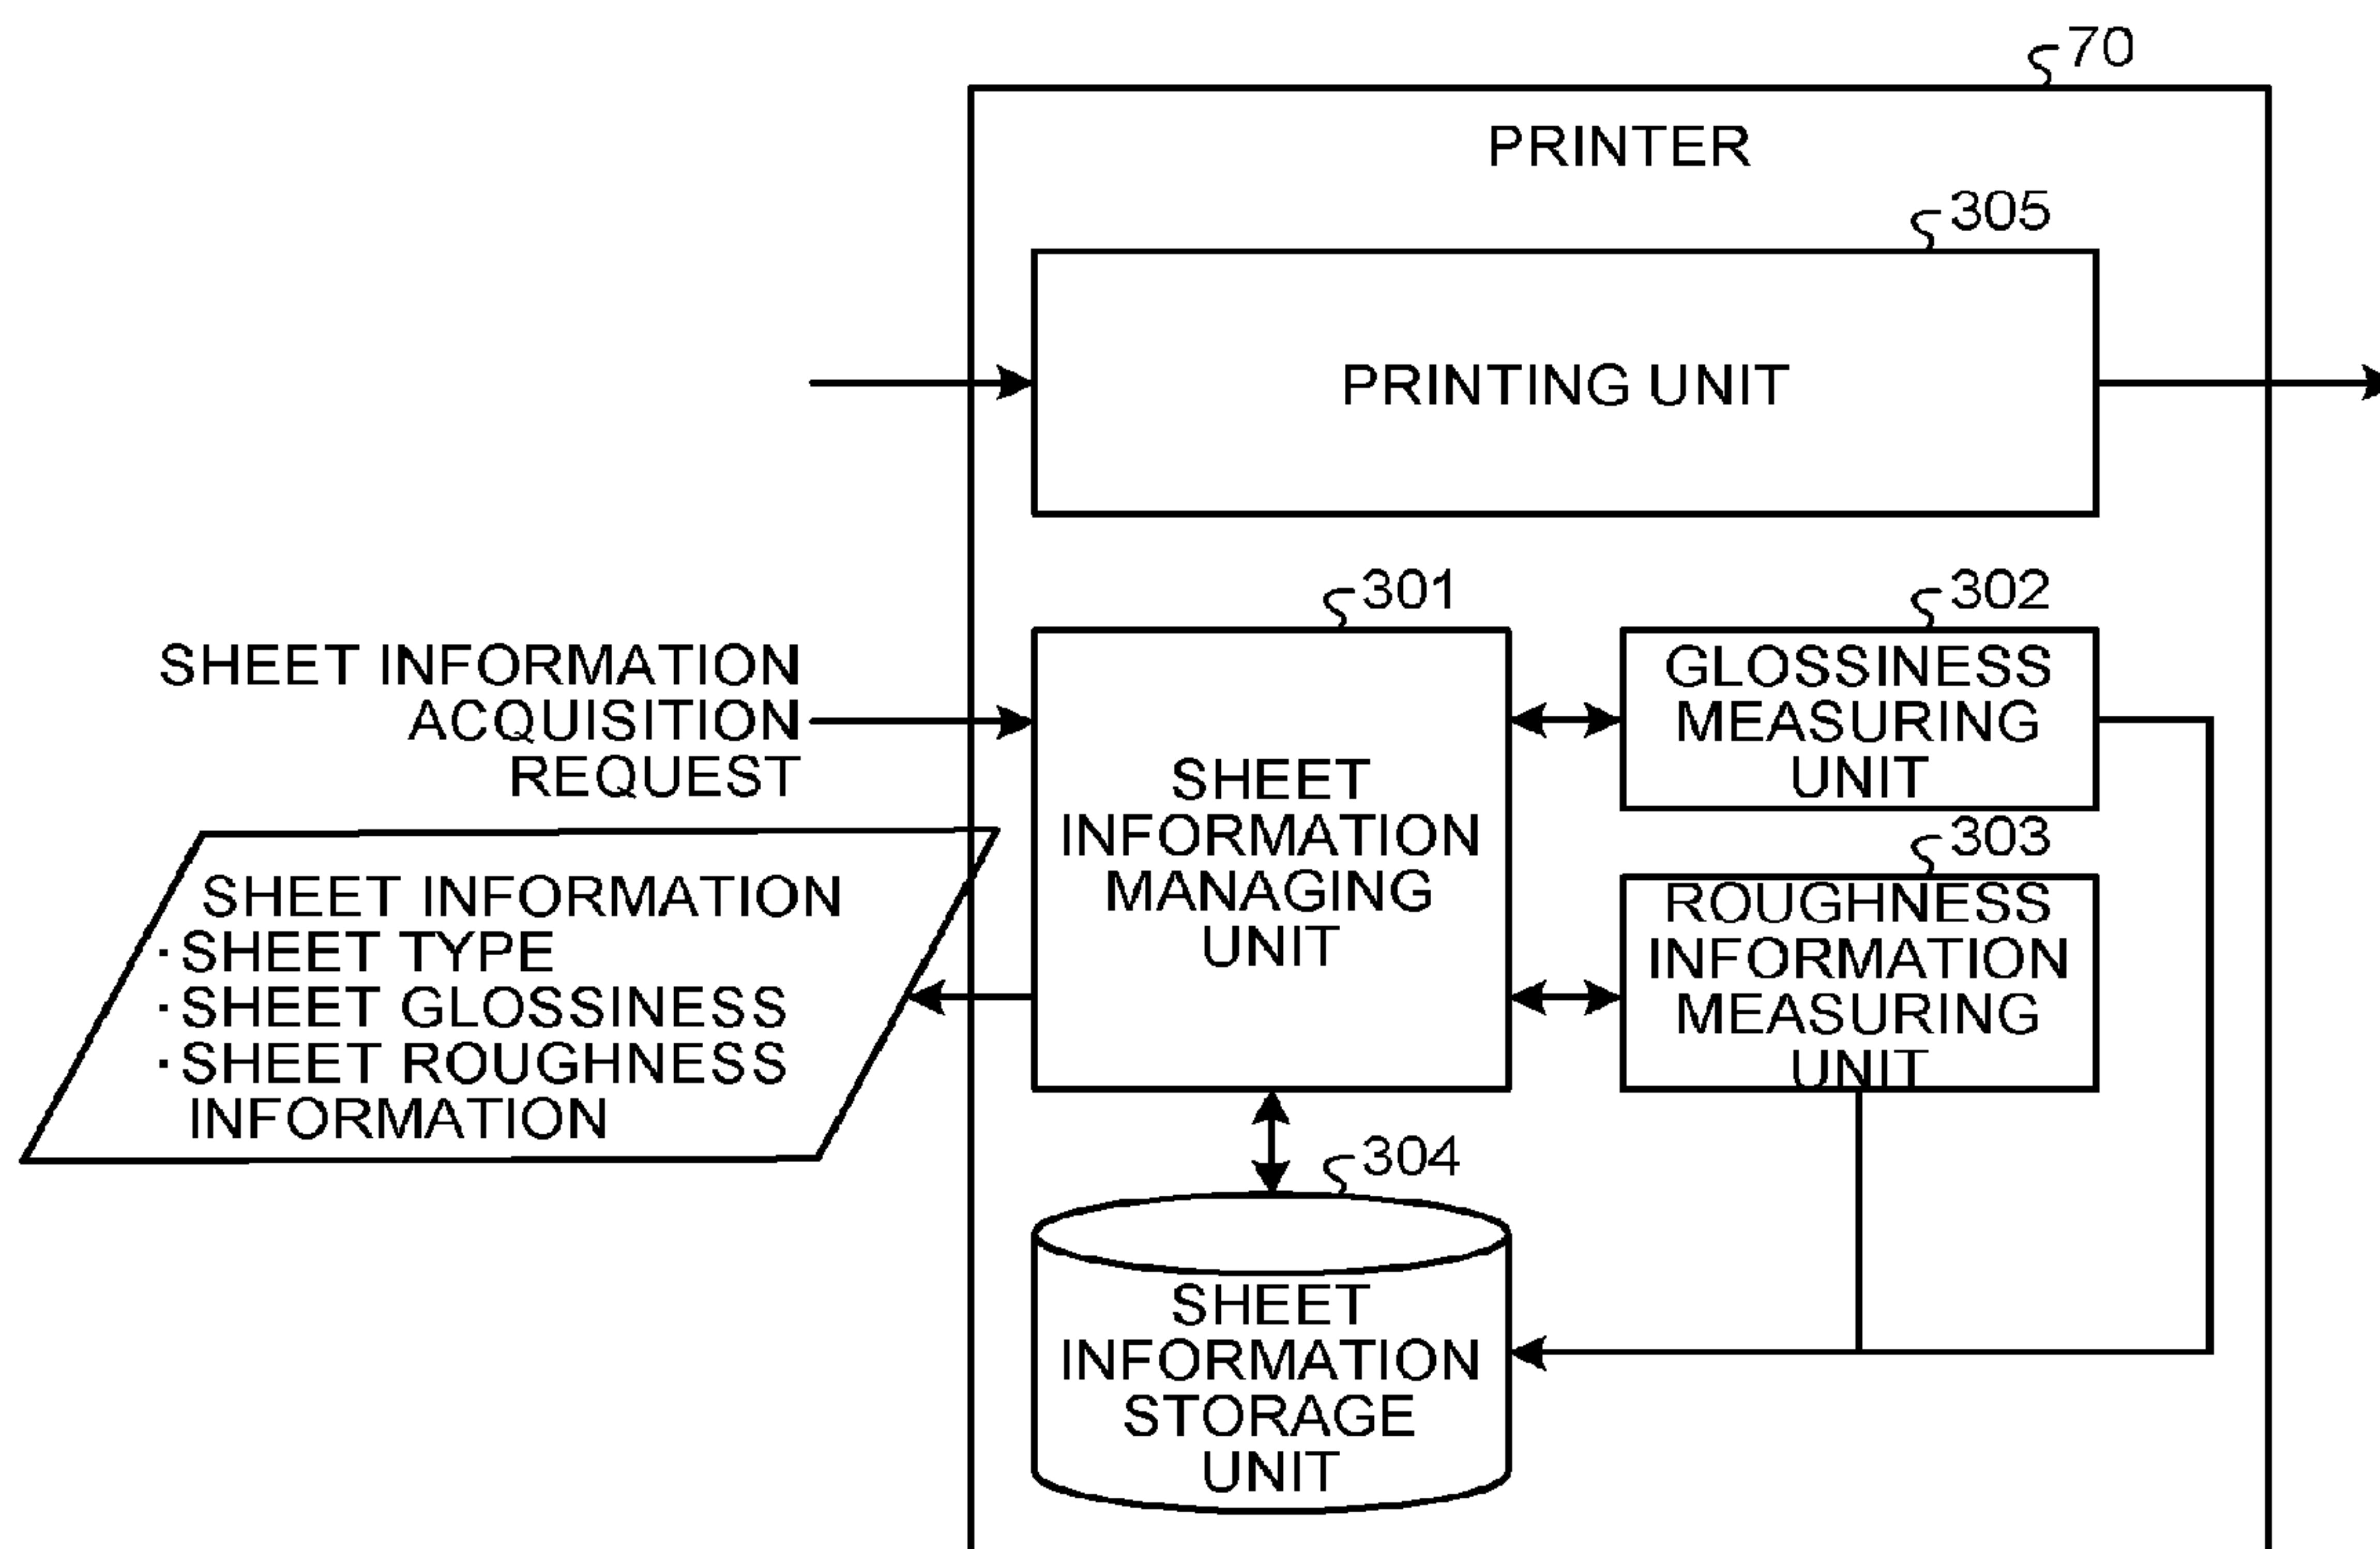 70
PRINTER
305
PRINTING UNIT
301
302
SHEET INFORMATION
ACQUISITION
REQUEST
SHEET
INFORMATION
MANAGING
UNIT
GLOSSINESS
MEASURING
UNIT
303
ROUGHNESS
INFORMATION
MEASURING
UNIT
SHEET INFORMATION
·SHEET TYPE
·SHEET GLOSSINESS
·SHEET ROUGHNESS
INFORMATION
304
SHEET
INFORMATION
STORAGE
UNIT